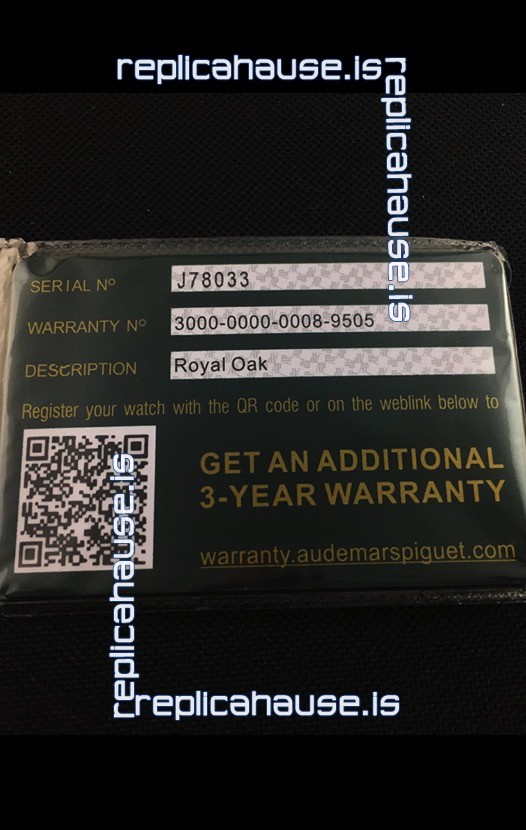 replicahause.is
replicahause.is
SERIAL Nº
J78033
WARRANTY Nº
3000-0000-0008-9505
DESCRIPTION
Royal Oak
Register your watch with the QR code or on the weblink below to
GET AN ADDITIONAL
3-YEAR WARRANTY
warranty.audemarspiguet.com
replicahause.is
replicahause.is